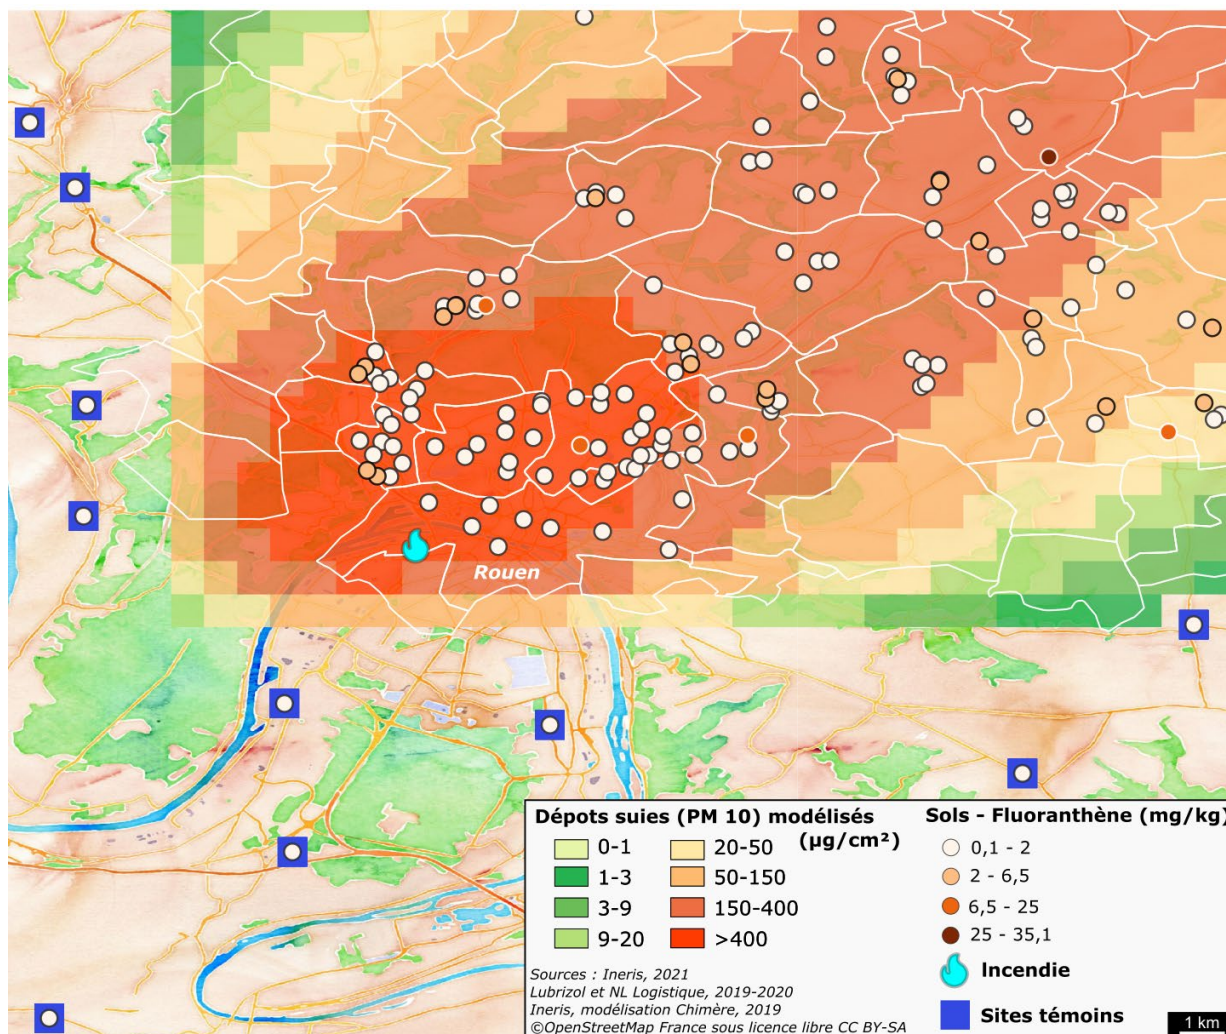 Rouen
Dépots suies (PM 10) modélisés
(µg/cm²)
0-1
1-3
3-9
9-20
20-50
50-150
150-400
>400
Sources : Ineris, 2021
Lubrizol et NL Logistique, 2019-2020
Ineris, modélisation Chimère, 2019
©OpenStreetMap France sous licence libre CC BY-SA
Sols - Fluoranthène (mg/kg)
0,1 - 2
2 - 6,5
6,5 - 25
25 - 35,1
Incendie
Sites témoins
1 km